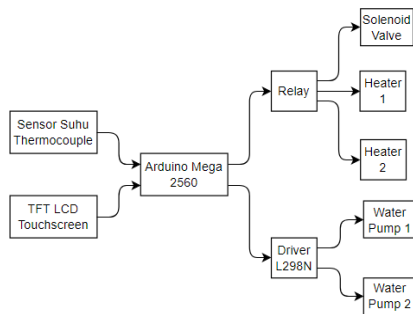 Solenoid
Valve
Relay
Heater
1
Sensor Suhu
Thermocouple
Arduino Mega
2560
Heater
2
TFT LCD
Touchscreen
Water
Pump 1
Driver
L298N
Water
Pump 2